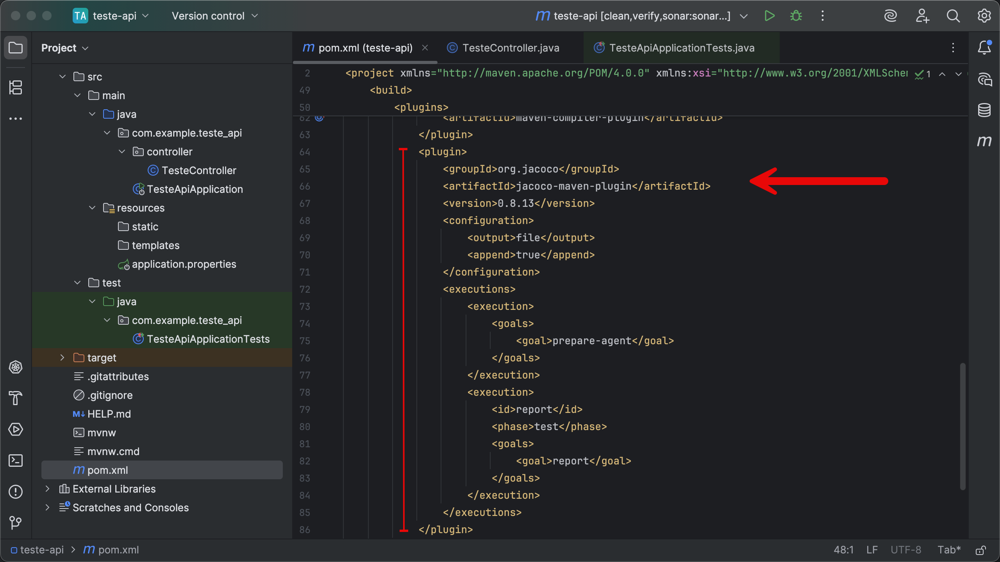 TA teste-api Version control m teste-api [clean,verify,sonar:sonar...]
Project
src
main
java
com.example.teste_api
controller
TesteController
TesteApiApplication
resources
static
templates
application.properties
test
java
com.example.teste_api
TesteApiApplicationTests
target
.gitattributes
.gitignore
M↓ HELP.md
mvnw
mvnw.cmd
m pom.xml
External Libraries
Scratches and Consoles
m pom.xml (teste-api) TesteController.java TesteApiApplicationTests.java
2 <project xmlns="http://maven.apache.org/POM/4.0.0" xmlns:xsi="http://www.w3.org/2001/XMLSche 1
49 <build>
50 <plugins>
62 <artifactId>maven-compiler-plugin</artifactId>
63 </plugin>
64 <plugin>
65 <groupId>org.jacoco</groupId>
66 <artifactId>jacoco-maven-plugin</artifactId>
67 <version>0.8.13</version>
68 <configuration>
69 <output>file</output>
70 <append>true</append>
71 </configuration>
72 <executions>
73 <execution>
74 <goals>
75 <goal>prepare-agent</goal>
76 </goals>
77 </execution>
78 <execution>
79 <id>report</id>
80 <phase>test</phase>
81 <goals>
82 <goal>report</goal>
83 </goals>
84 </execution>
85 </executions>
86 </plugin>
m
teste-api > m pom.xml 48:1 LF UTF-8 Tab*